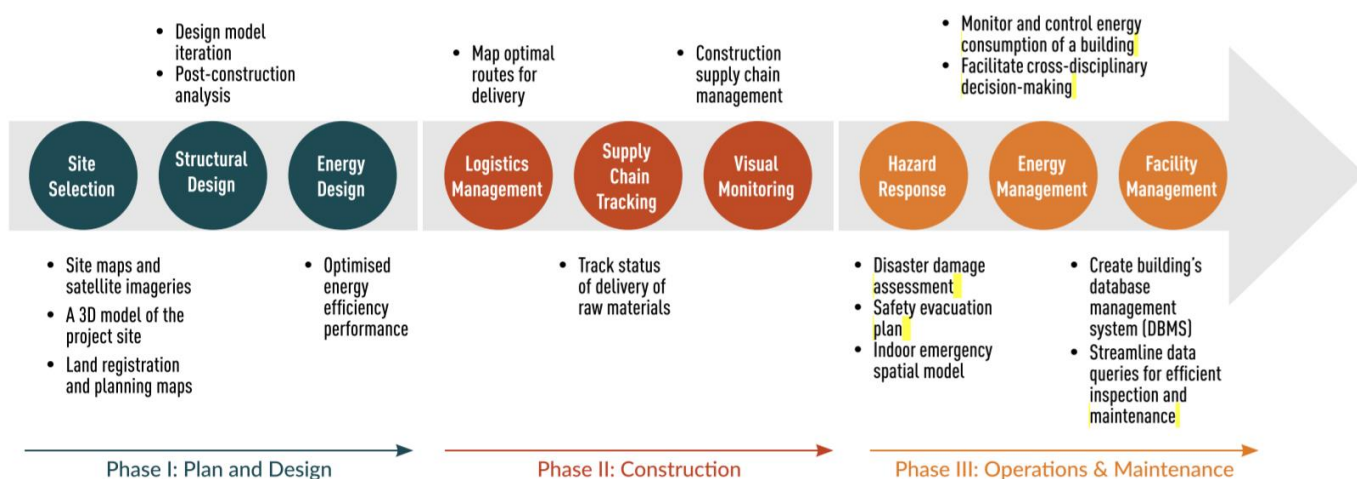 • Design model
iteration
• Post-construction
analysis
• Map optimal
routes for
delivery
• Construction
supply chain
management
• Monitor and control energy
consumption of a building
• Facilitate cross-disciplinary
decision-making
Site
Selection
Structural
Design
Energy
Design
Logistics
Management
Supply
Chain
Tracking
Visual
Monitoring
Hazard
Response
Energy
Management
Facility
Management
• Site maps and
satellite imageries
• A 3D model of the
project site
• Land registration
and planning maps
• Optimised
energy
efficiency
performance
• Track status
of delivery of
raw materials
• Disaster damage
assessment
• Safety evacuation
plan
• Indoor emergency
spatial model
• Create building's
database
management
system (DBMS)
• Streamline data
queries for efficient
inspection and
maintenance
Phase I: Plan and Design
Phase II: Construction
Phase III: Operations & Maintenance